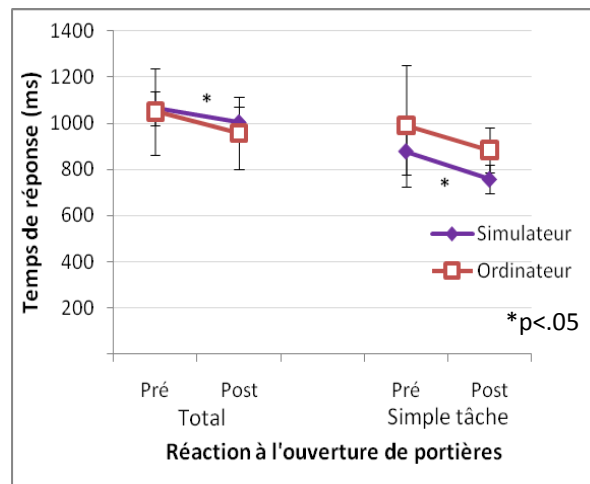 Temps de réponse (ms)
1400
1200
1000
800
600
400
200
*
*
Simulateur
Ordinateur
*p<.05
Pré Post Pré Post
Total Simple tâche
Réaction à l'ouverture de portières